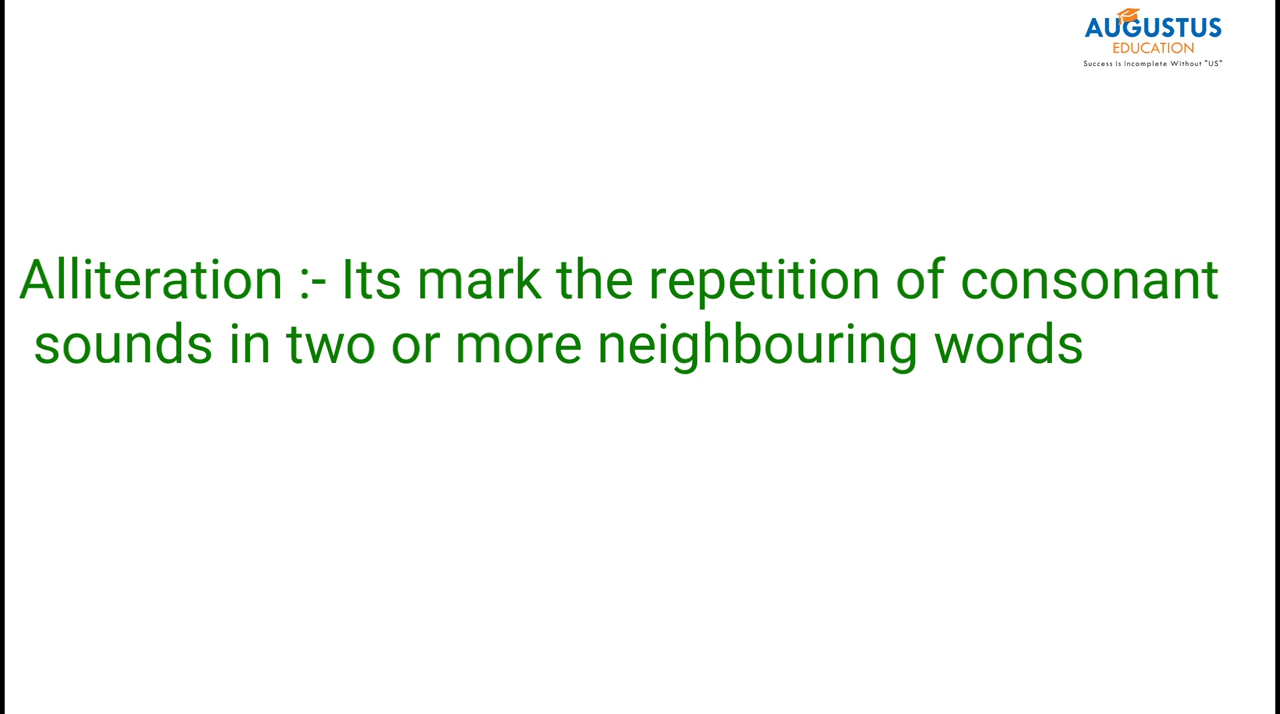 AUGUSTUS
EDUCATION
Success is Incomplete Without "US"
Alliteration :- Its mark the repetition of consonant
sounds in two or more neighbouring words